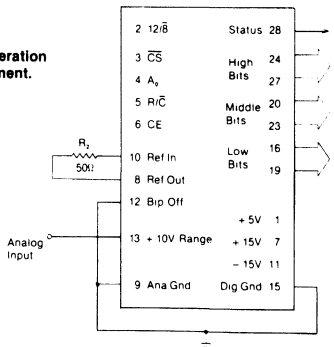 eration
nent.
2 12/8̅
Status 28
3 C̅S̅
High Bits
24
27
4 A₀
5 R/C̅
Middle Bits
20
23
6 CE
R₂
50Ω
10 Ref In
Low Bits
16
19
8 Ref Out
12 Bip Off
+ 5V 1
Analog Input
13 + 10V Range
+ 15V 7
− 15V 11
9 Ana Gnd
Dig Gnd 15